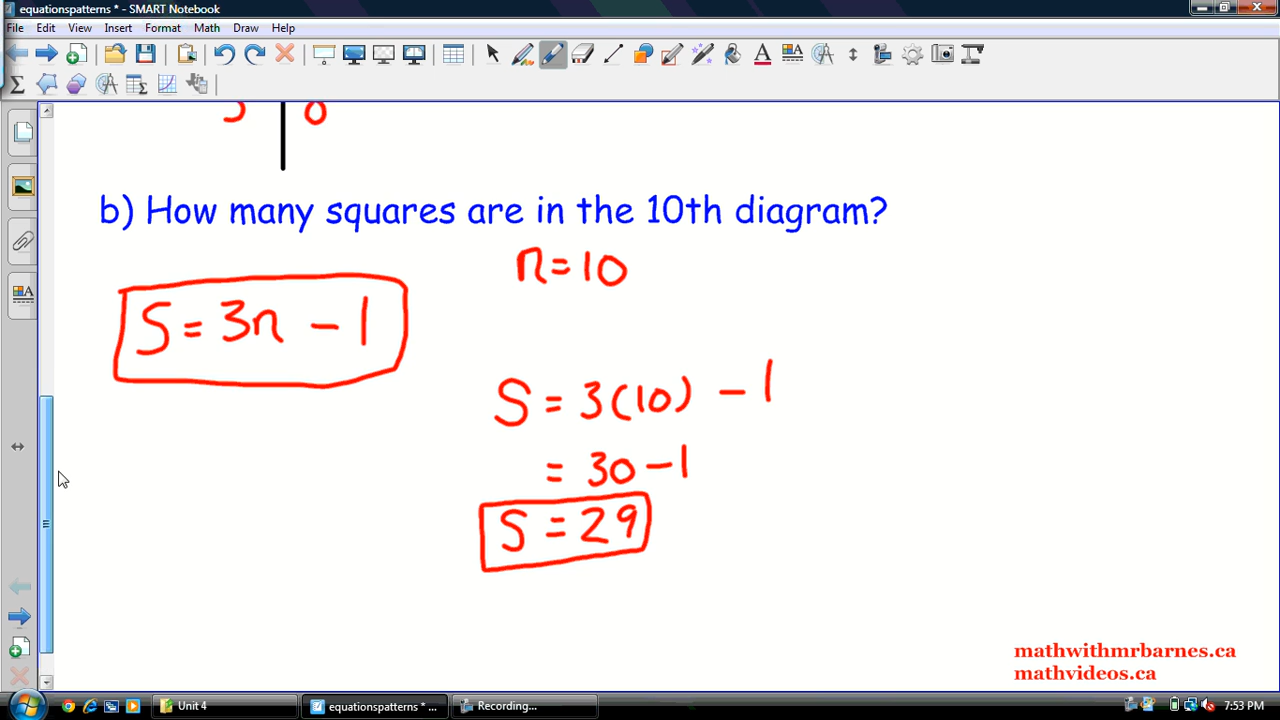 equationspatterns * - SMART Notebook
File Edit View Insert Format Math Draw Help
b) How many squares are in the 10th diagram?
n = 10
S = 3n - 1
S = 3(10) - 1
= 30 - 1
S = 29
mathwithmrbarnes.ca
mathvideos.ca
Unit 4
equationspatterns * ...
Recording...
7:53 PM